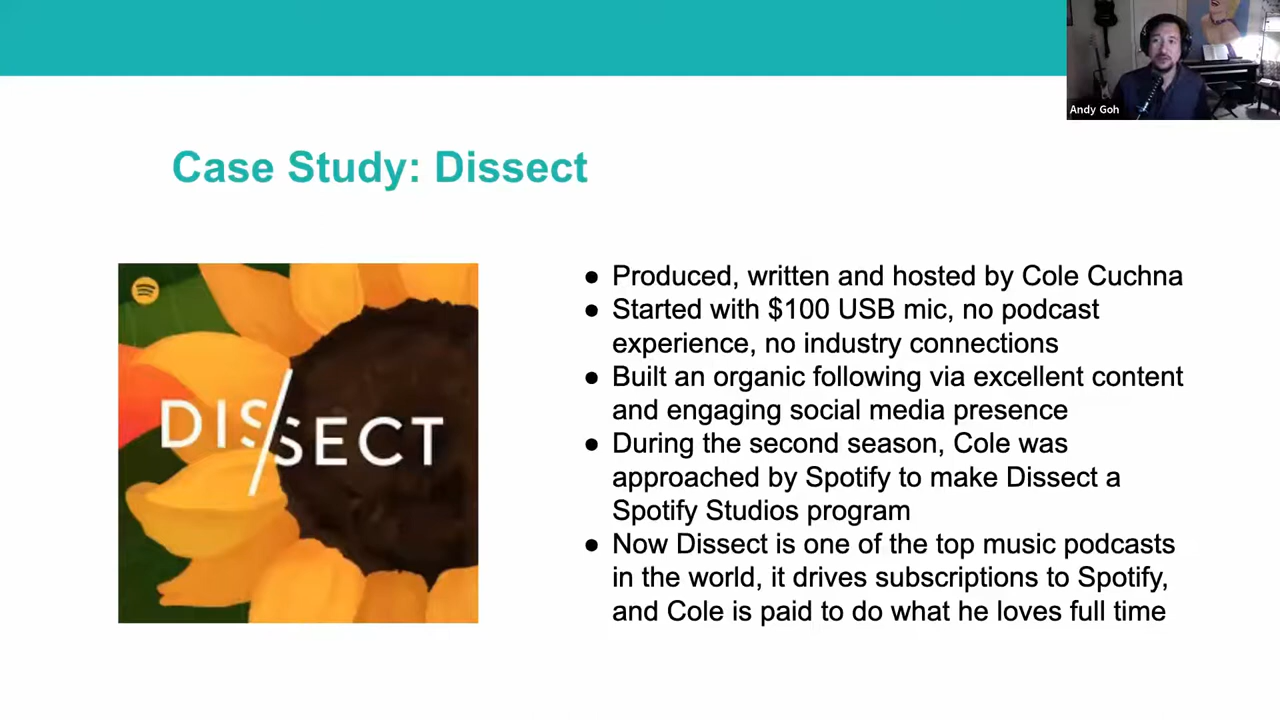 Andy Goh
Case Study: Dissect
DISSECT
● Produced, written and hosted by Cole Cuchna
● Started with $100 USB mic, no podcast
experience, no industry connections
● Built an organic following via excellent content
and engaging social media presence
● During the second season, Cole was
approached by Spotify to make Dissect a
Spotify Studios program
● Now Dissect is one of the top music podcasts
in the world, it drives subscriptions to Spotify,
and Cole is paid to do what he loves full time